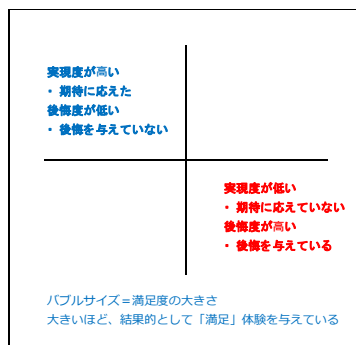 実現度が高い
・ 期待に応えた
後悔度が低い
・ 後悔を与えていない
実現度が低い
・ 期待に応えていない
後悔度が高い
・ 後悔を与えている
バブルサイズ＝満足度の大きさ
大きいほど、結果的として「満足」体験を与えている